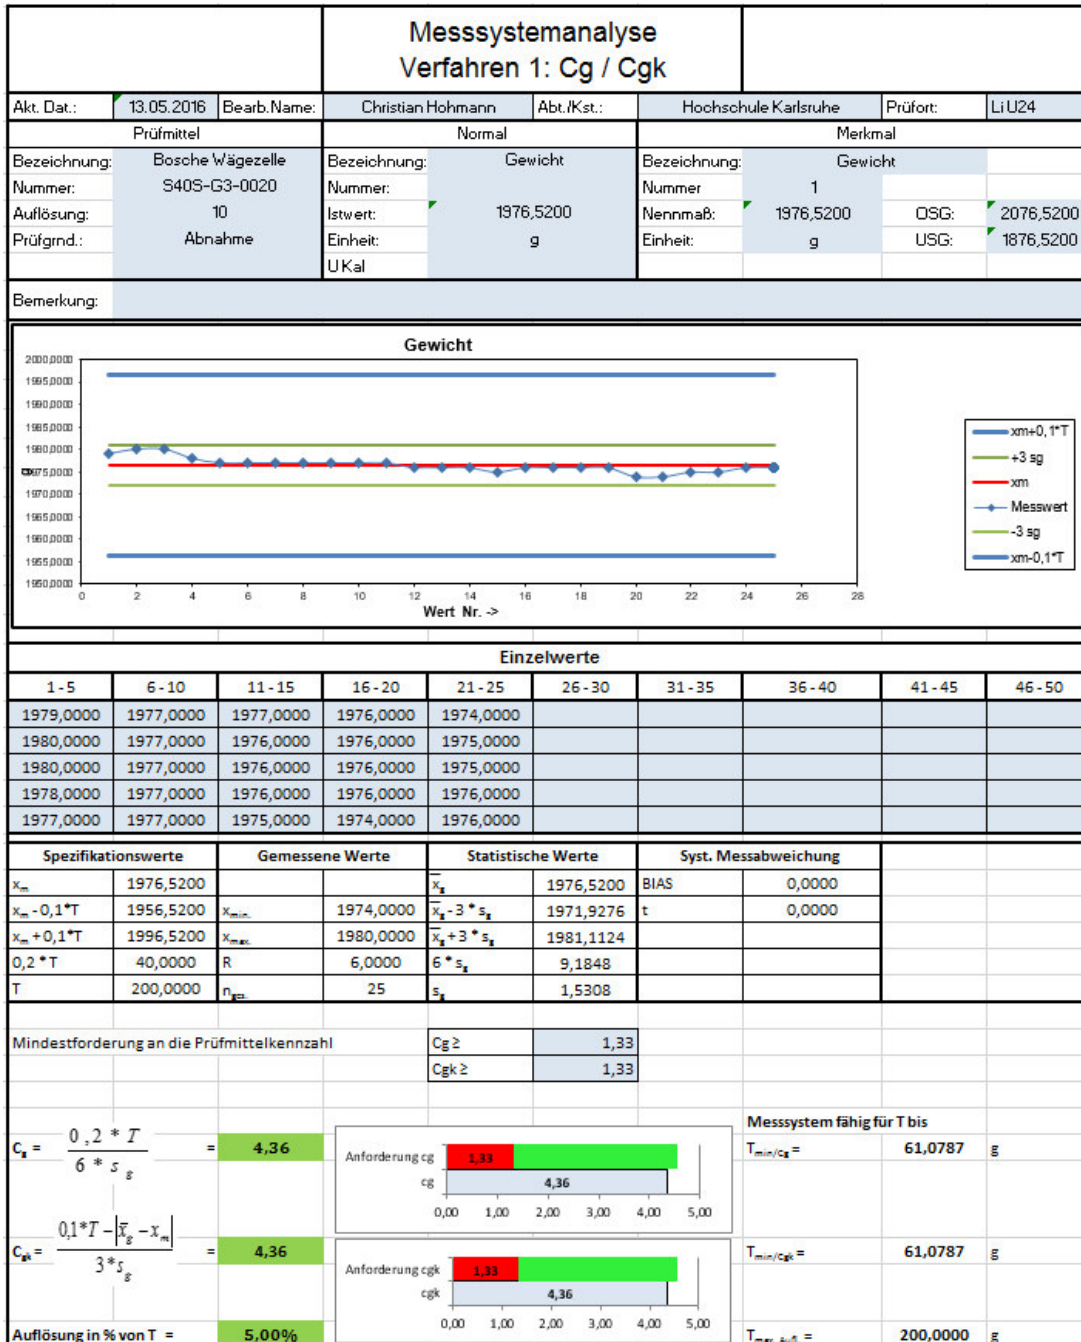 Messsystemanalyse
Verfahren 1: Cg / Cgk
Akt. Dat.: 13.05.2016 Bearb.Name: Christian Hohmann Abt./Kst.: Hochschule Karlsruhe Prüfort: Li U24
Prüfmittel Normal Merkmal
Bezeichnung: Bosche Wägezelle Bezeichnung: Gewicht Bezeichnung: Gewicht
Nummer: S40S-G3-0020 Nummer: Nummer 1
Auflösung: 10 Istwert: 1976,5200 Nennmaß: 1976,5200 OSG: 2076,5200
Prüfgrnd.: Abnahme Einheit: g Einheit: g USG: 1876,5200
U Kal
Bemerkung:
Gewicht
2000,0000
1995,0000
1990,0000
1985,0000
1980,0000
1975,0000
1970,0000
1965,0000
1960,0000
1955,0000
1950,0000
0 2 4 6 8 10 12 14 16 18 20 22 24 26 28
Wert Nr. ->
xm+0,1*T
+3 sg
xm
Messwert
-3 sg
xm-0,1*T
Einzelwerte
1 - 5 6 - 10 11 - 15 16 - 20 21 - 25 26 - 30 31 - 35 36 - 40 41 - 45 46 - 50
1979,0000 1977,0000 1977,0000 1976,0000 1974,0000
1980,0000 1977,0000 1976,0000 1976,0000 1975,0000
1980,0000 1977,0000 1976,0000 1976,0000 1975,0000
1978,0000 1977,0000 1976,0000 1976,0000 1976,0000
1977,0000 1977,0000 1975,0000 1974,0000 1976,0000
Spezifikationswerte Gemessene Werte Statistische Werte Syst. Messabweichung
xm 1976,5200 x̅g 1976,5200 BIAS 0,0000
xm - 0,1*T 1956,5200 xmin. 1974,0000 x̅g - 3 * sg 1971,9276 t 0,0000
xm + 0,1*T 1996,5200 xmax. 1980,0000 x̅g + 3 * sg 1981,1124
0,2 * T 40,0000 R 6,0000 6 * sg 9,1848
T 200,0000 nges. 25 sg 1,5308
Mindestforderung an die Prüfmittelkennzahl Cg ≥ 1,33
Cgk ≥ 1,33
Messsystem fähig für T bis
Cg = 0,2 * T / 6 * sg = 4,36
Anforderung cg 1,33
cg 4,36
0,00 1,00 2,00 3,00 4,00 5,00
Tmin/Cg = 61,0787 g
Cgk = 0,1*T - |x̅g - xm| / 3 * sg = 4,36
Anforderung cgk 1,33
cgk 4,36
0,00 1,00 2,00 3,00 4,00 5,00
Tmin/Cgk = 61,0787 g
Auflösung in % von T = 5,00%
Tmax. Aufl. = 200,0000 g